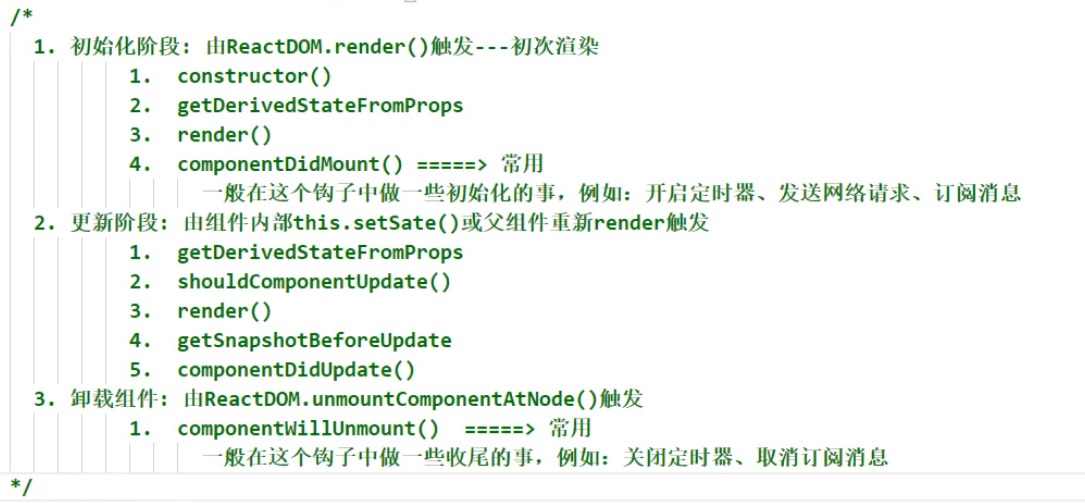 /*
1. 初始化阶段: 由ReactDOM.render()触发---初次渲染
1. constructor()
2. getDerivedStateFromProps
3. render()
4. componentDidMount() =====> 常用
一般在这个钩子中做一些初始化的事，例如：开启定时器、发送网络请求、订阅消息
2. 更新阶段: 由组件内部this.setSate()或父组件重新render触发
1. getDerivedStateFromProps
2. shouldComponentUpdate()
3. render()
4. getSnapshotBeforeUpdate
5. componentDidUpdate()
3. 卸载组件: 由ReactDOM.unmountComponentAtNode()触发
1. componentWillUnmount() =====> 常用
一般在这个钩子中做一些收尾的事，例如：关闭定时器、取消订阅消息
*/